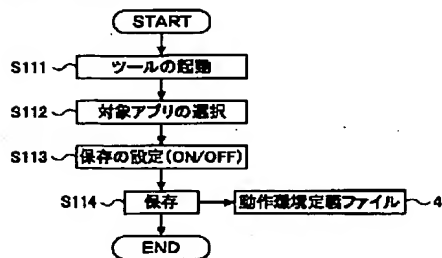 START
S111 ツールの起動
S112 対象アプリの選択
S113 保存の設定(ON/OFF)
S114 保存 動作環境定義ファイル 4
END